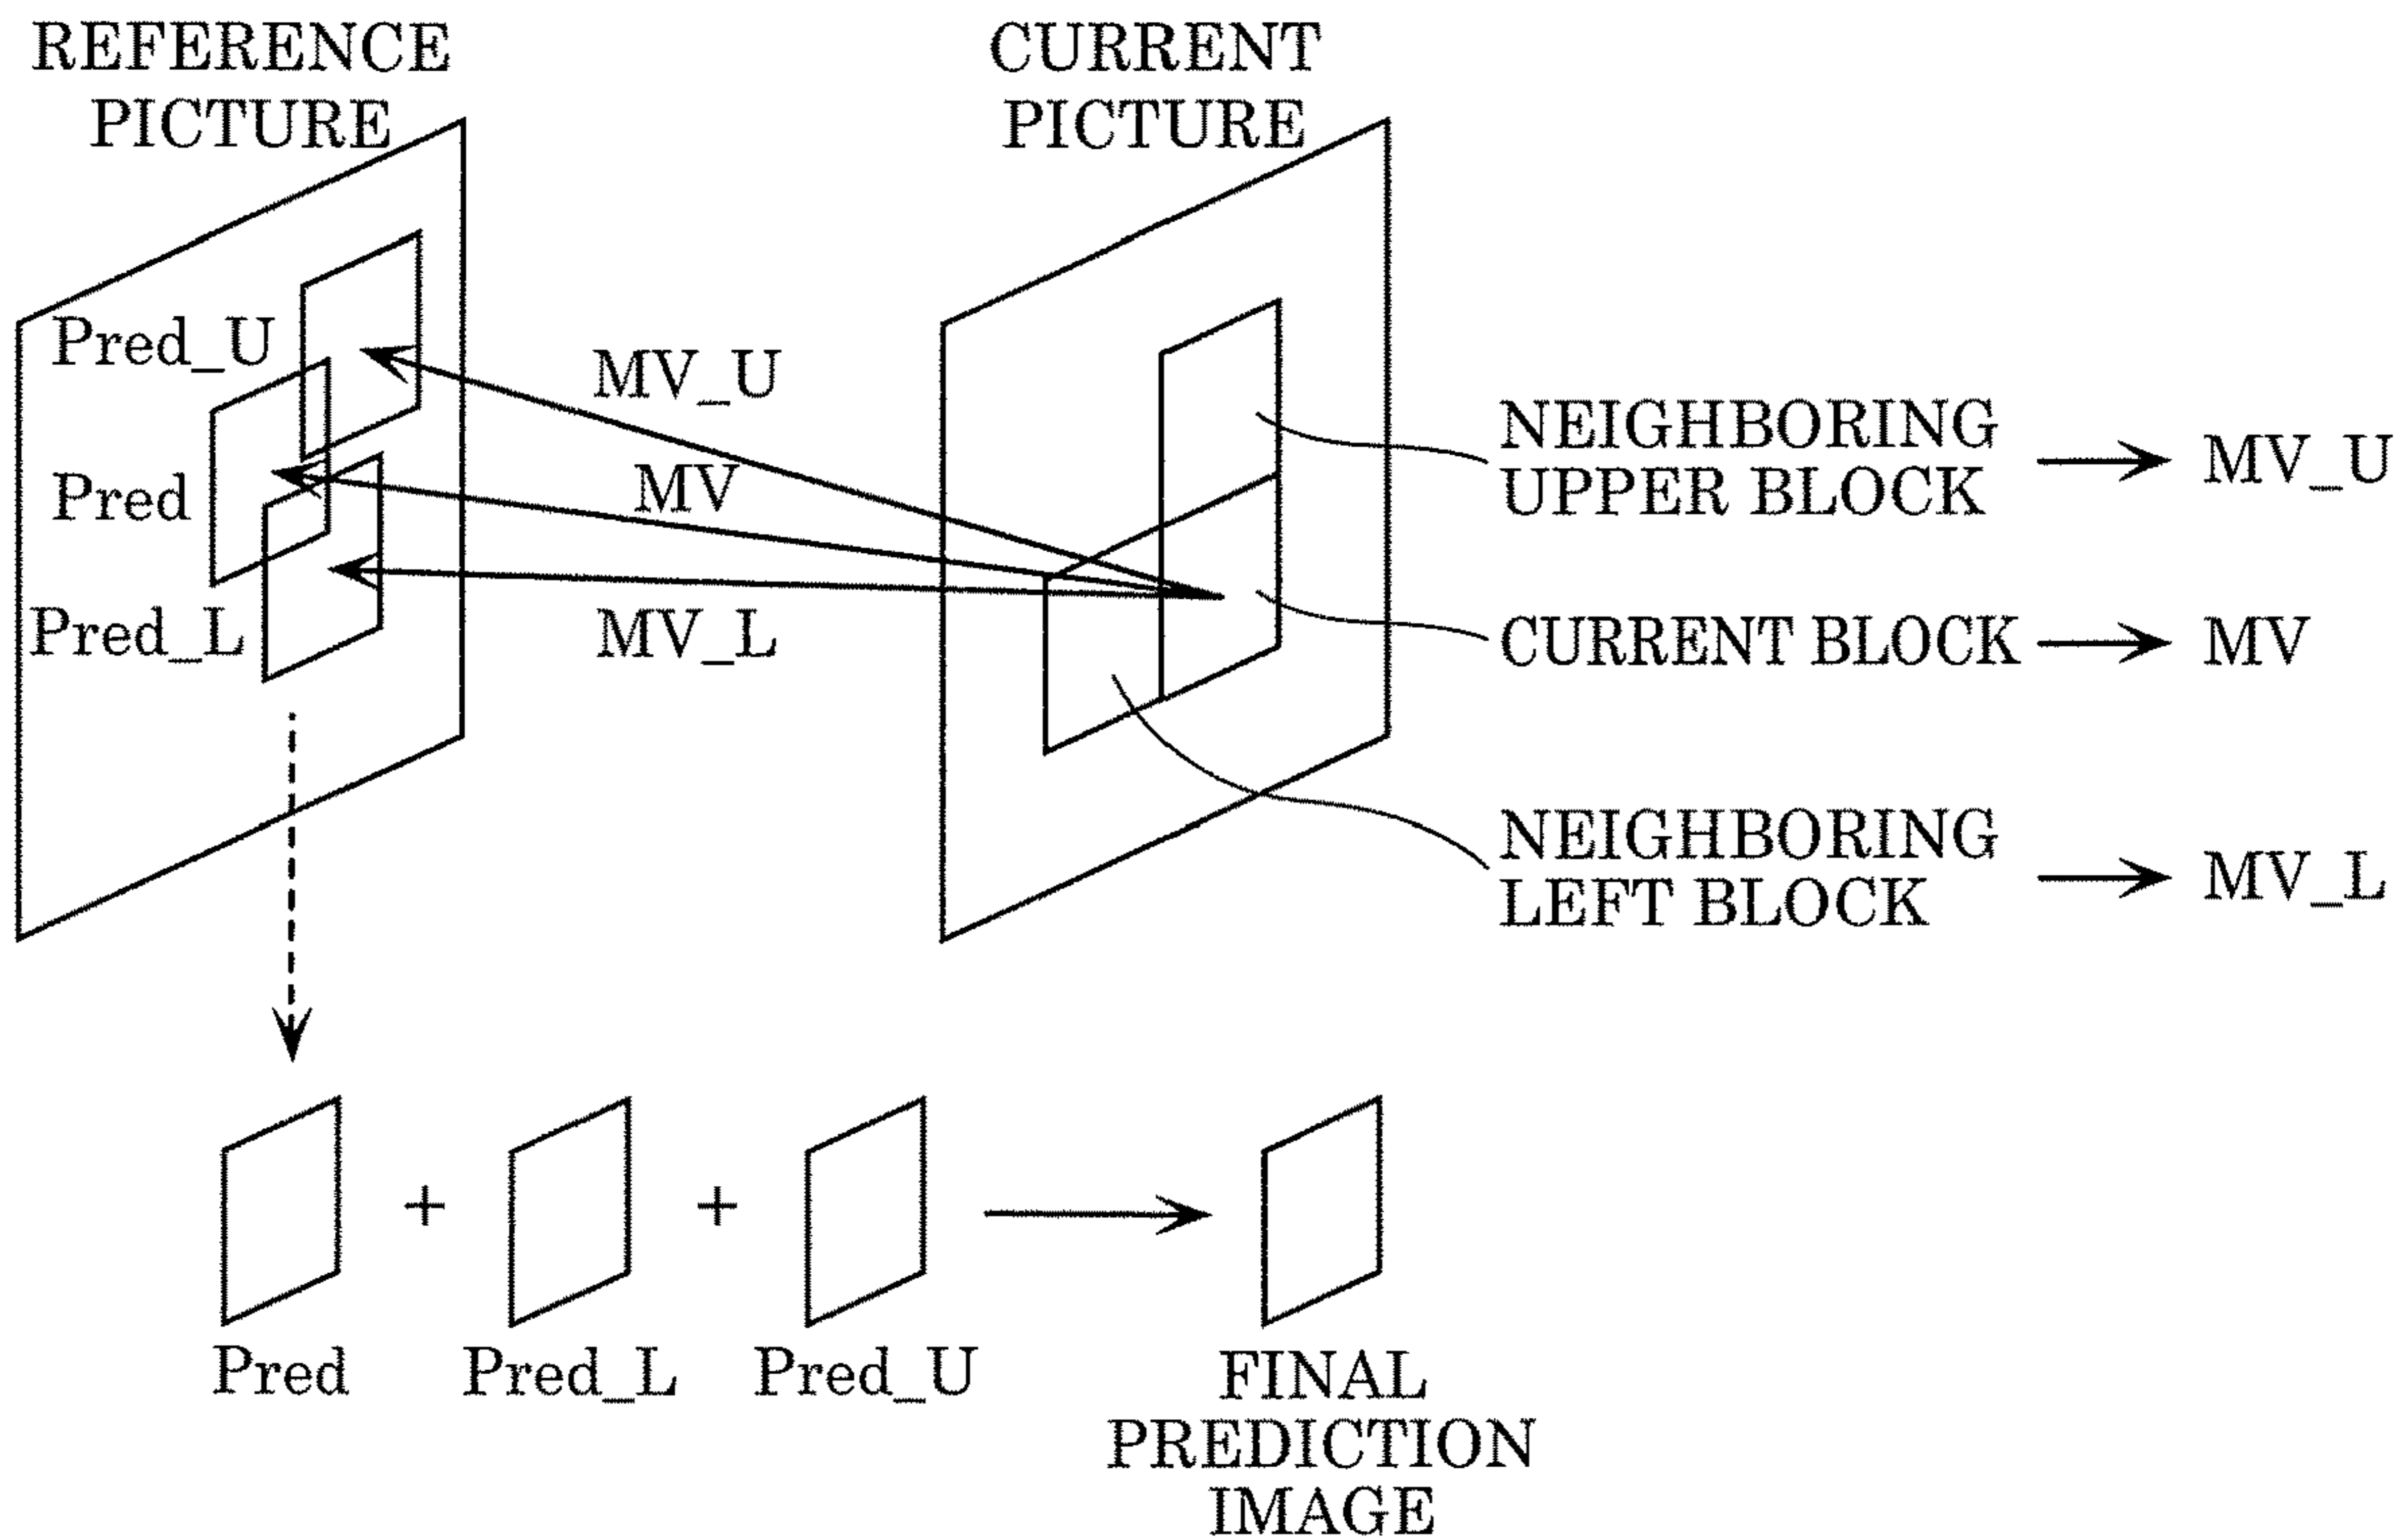 REFERENCE
PICTURE
CURRENT
PICTURE
Pred_U
MV_U
Pred
MV
Pred_L
MV_L
NEIGHBORING
UPPER BLOCK
MV_U
CURRENT BLOCK
MV
NEIGHBORING
LEFT BLOCK
MV_L
+
+
Pred
Pred_L
Pred_U
FINAL
PREDICTION
IMAGE